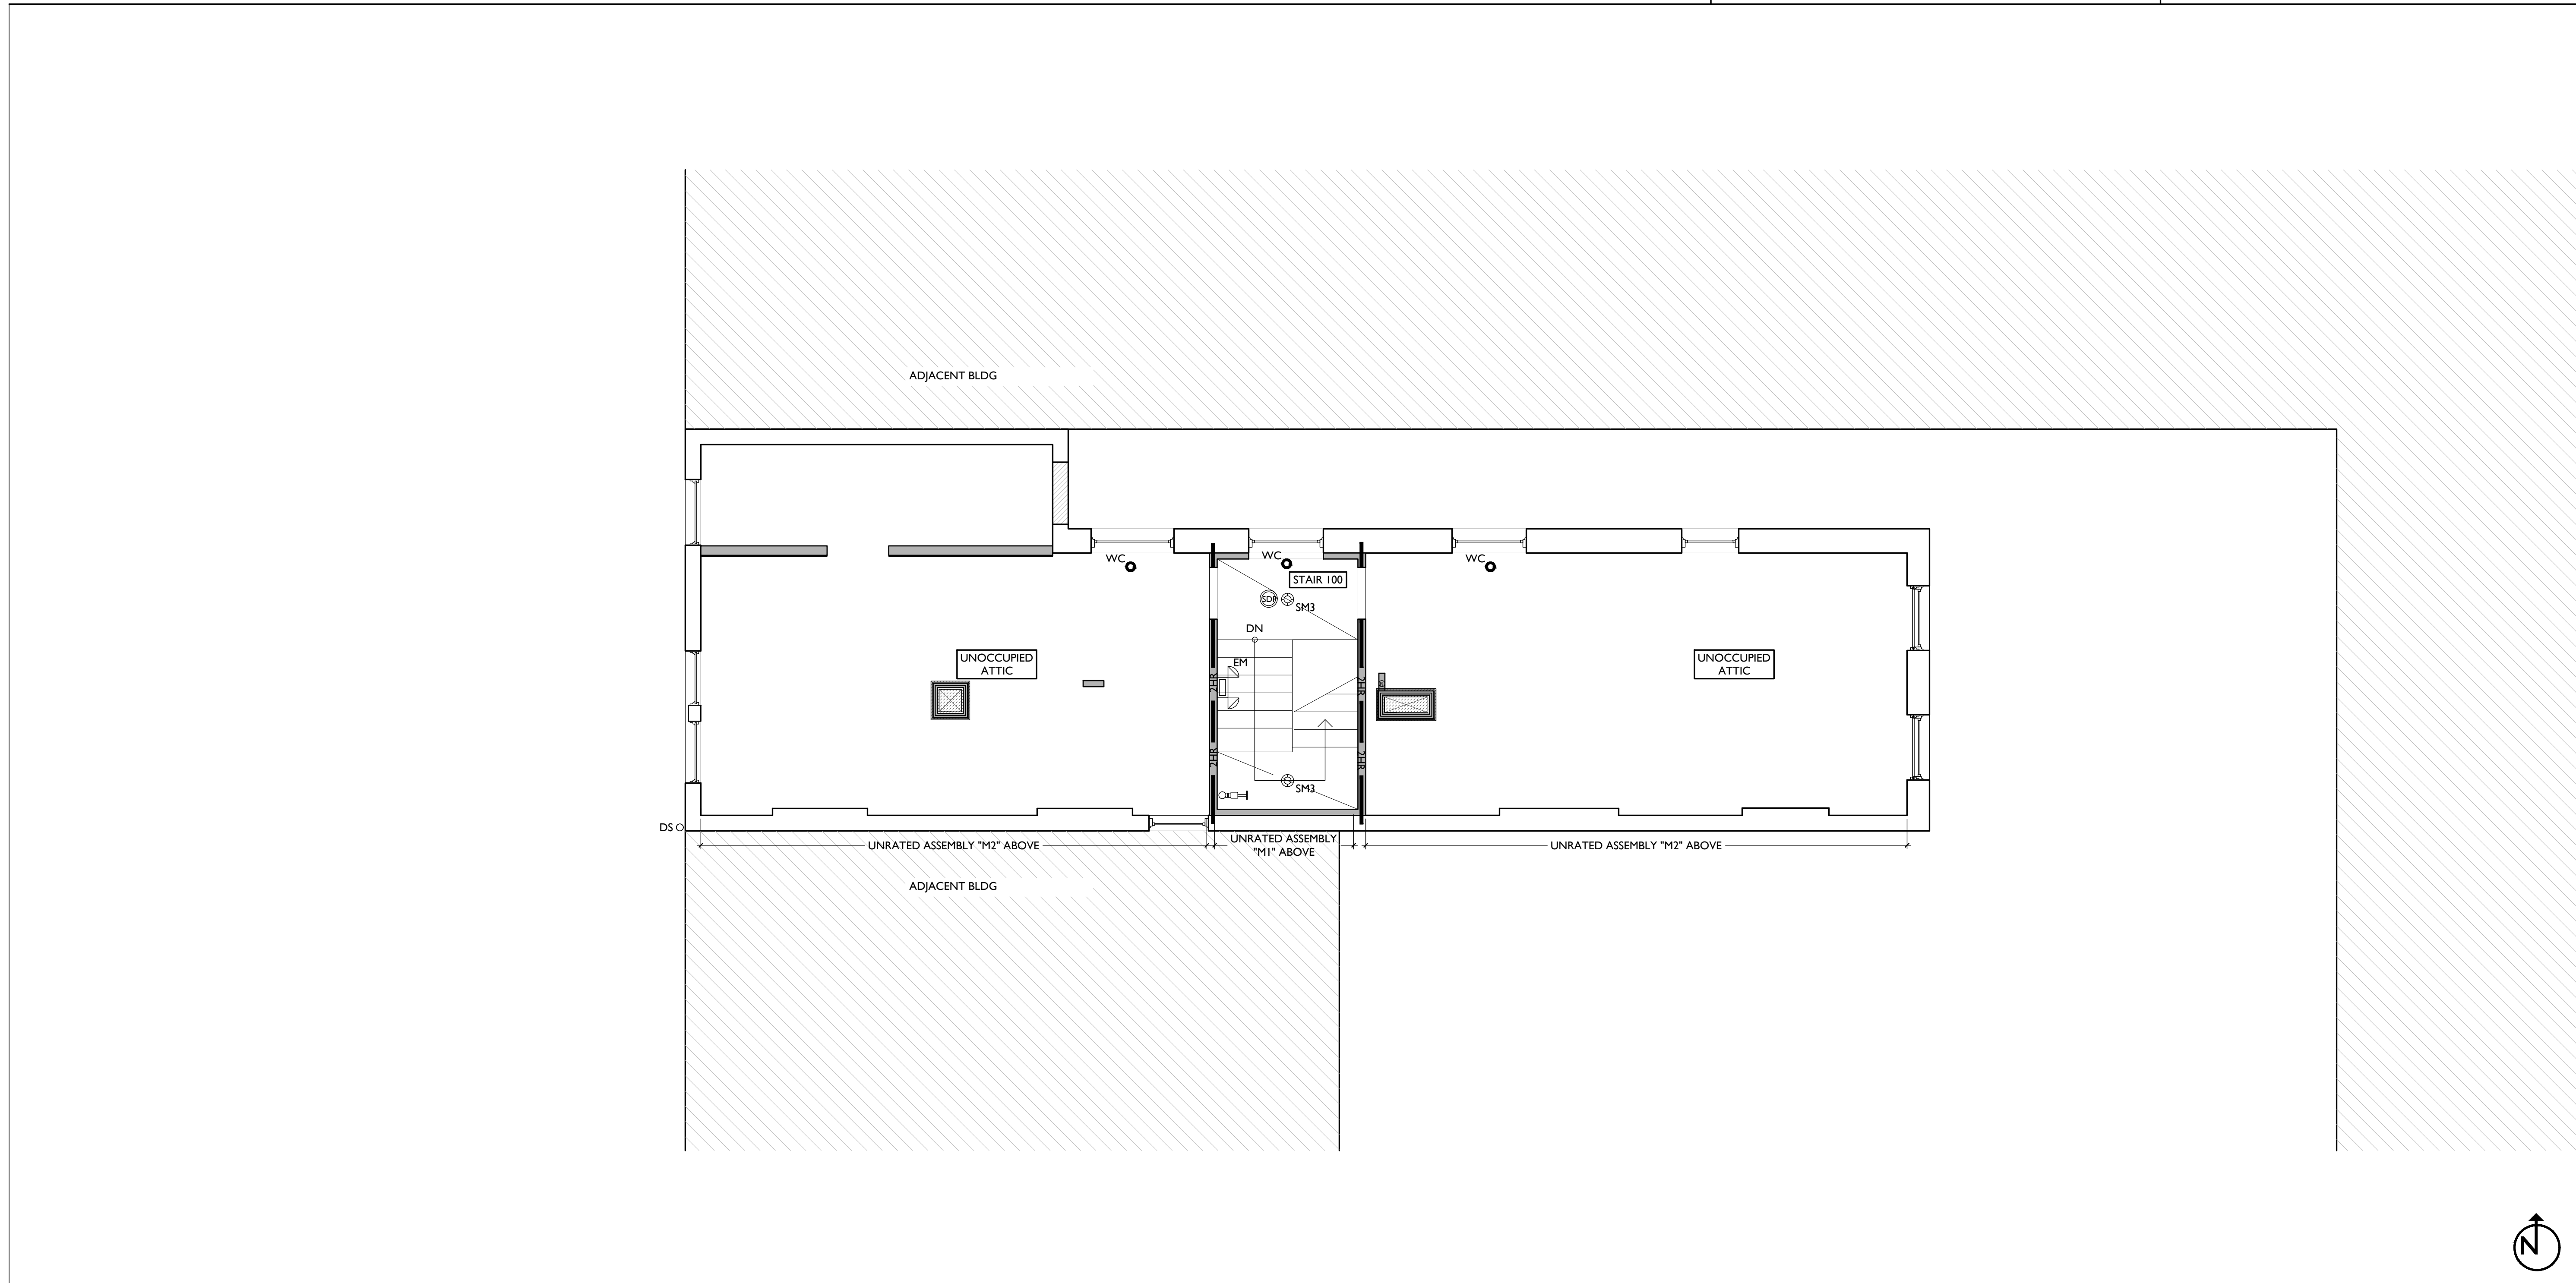 ADJACENT BLDG
WC
WC
WC
STAIR 100
SDP
SM3
DN
EM
UNOCCUPIED
ATTIC
UNOCCUPIED
ATTIC
2HR
2HR
2HR
2HR
SM3
DS
UNRATED ASSEMBLY "M2" ABOVE
UNRATED ASSEMBLY
"M1" ABOVE
UNRATED ASSEMBLY "M2" ABOVE
ADJACENT BLDG
N